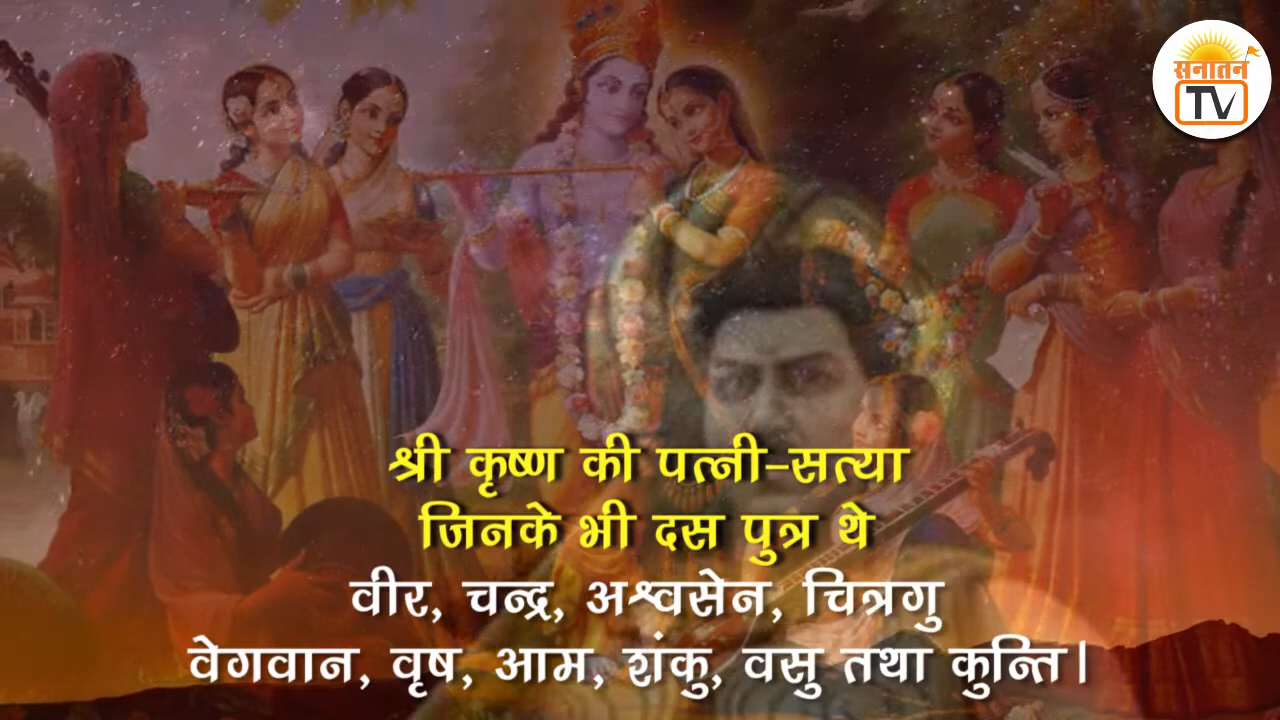 सनातन
TV
श्री कृष्ण की पत्नी-सत्या
जिनके भी दस पुत्र थे
वीर, चन्द्र, अश्वसेन, चित्रगु
वेगवान, वृष, आम, शंकु, वसु तथा कुन्ति।